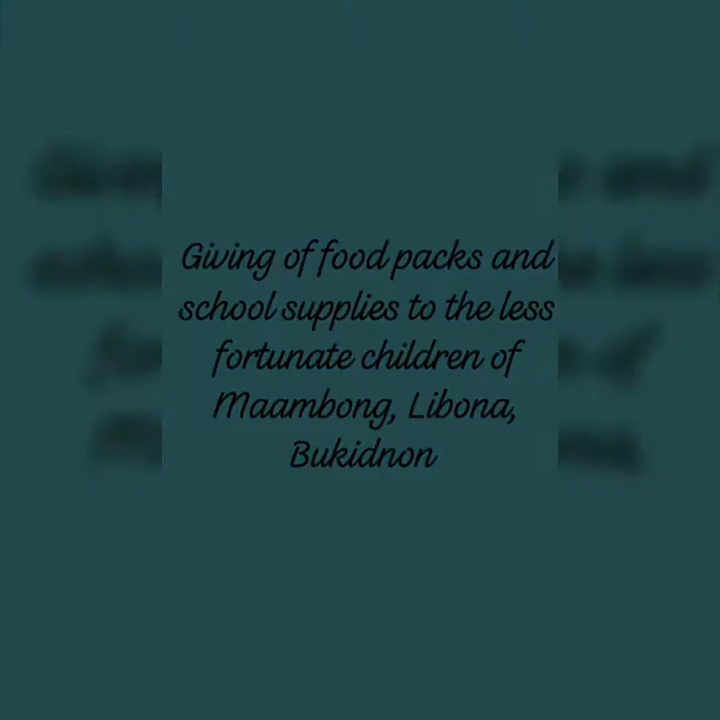 Giving of food packs and
school supplies to the less
fortunate children of
Maambong, Libona,
Bukidnon